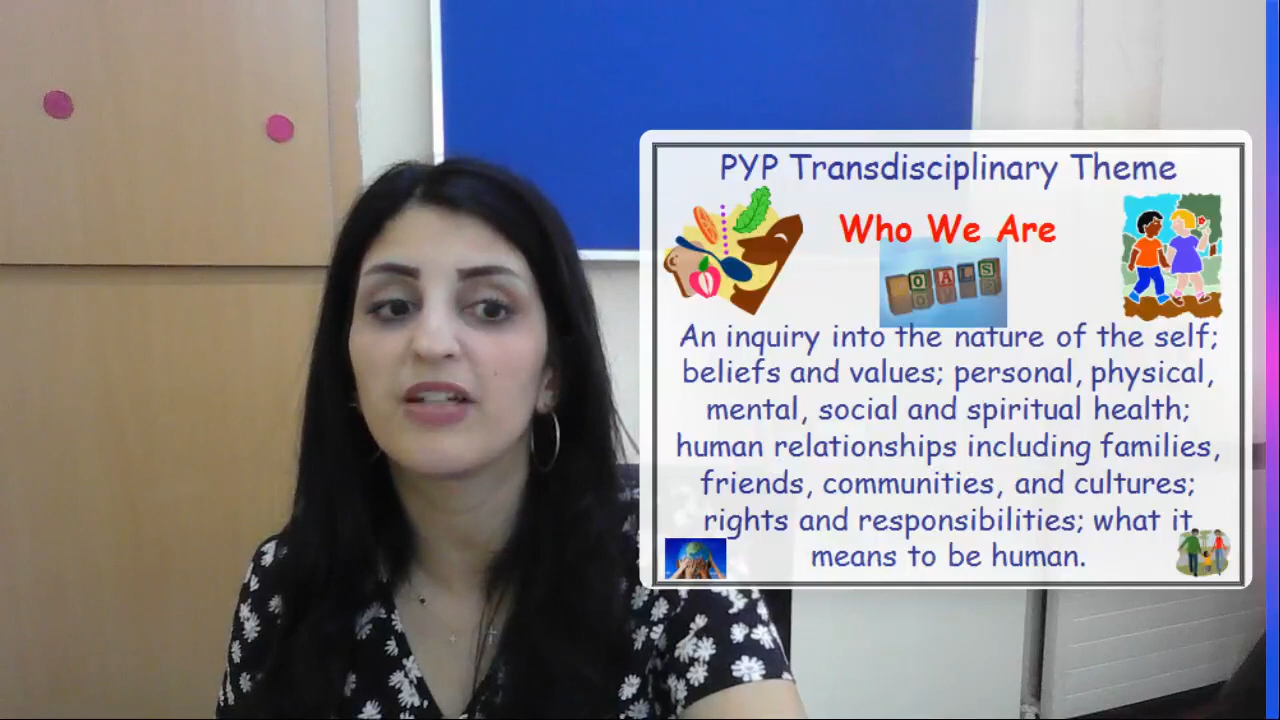 PYP Transdisciplinary Theme
Who We Are
GOALS
An inquiry into the nature of the self;
beliefs and values; personal, physical,
mental, social and spiritual health;
human relationships including families,
friends, communities, and cultures;
rights and responsibilities; what it
means to be human.